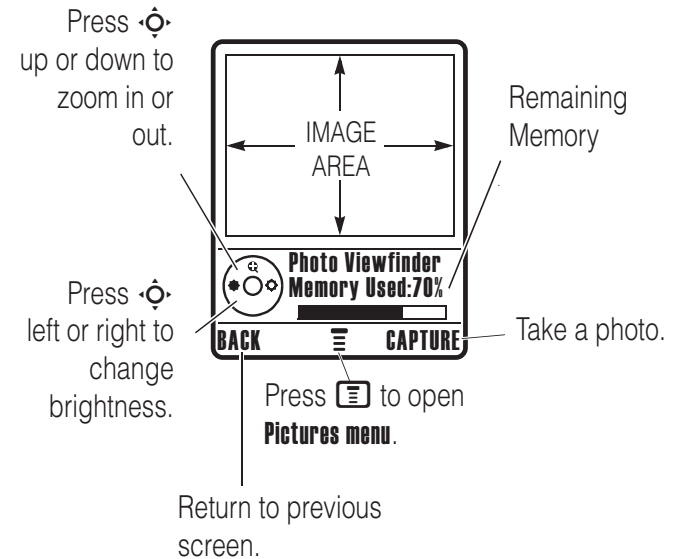 Press
up or down to
zoom in or
out.
IMAGE
AREA
Remaining
Memory
Photo Viewfinder
Memory Used:70%
Press
left or right to
change
brightness.
BACK
CAPTURE
Take a photo.
Press to open
Pictures menu.
Return to previous
screen.